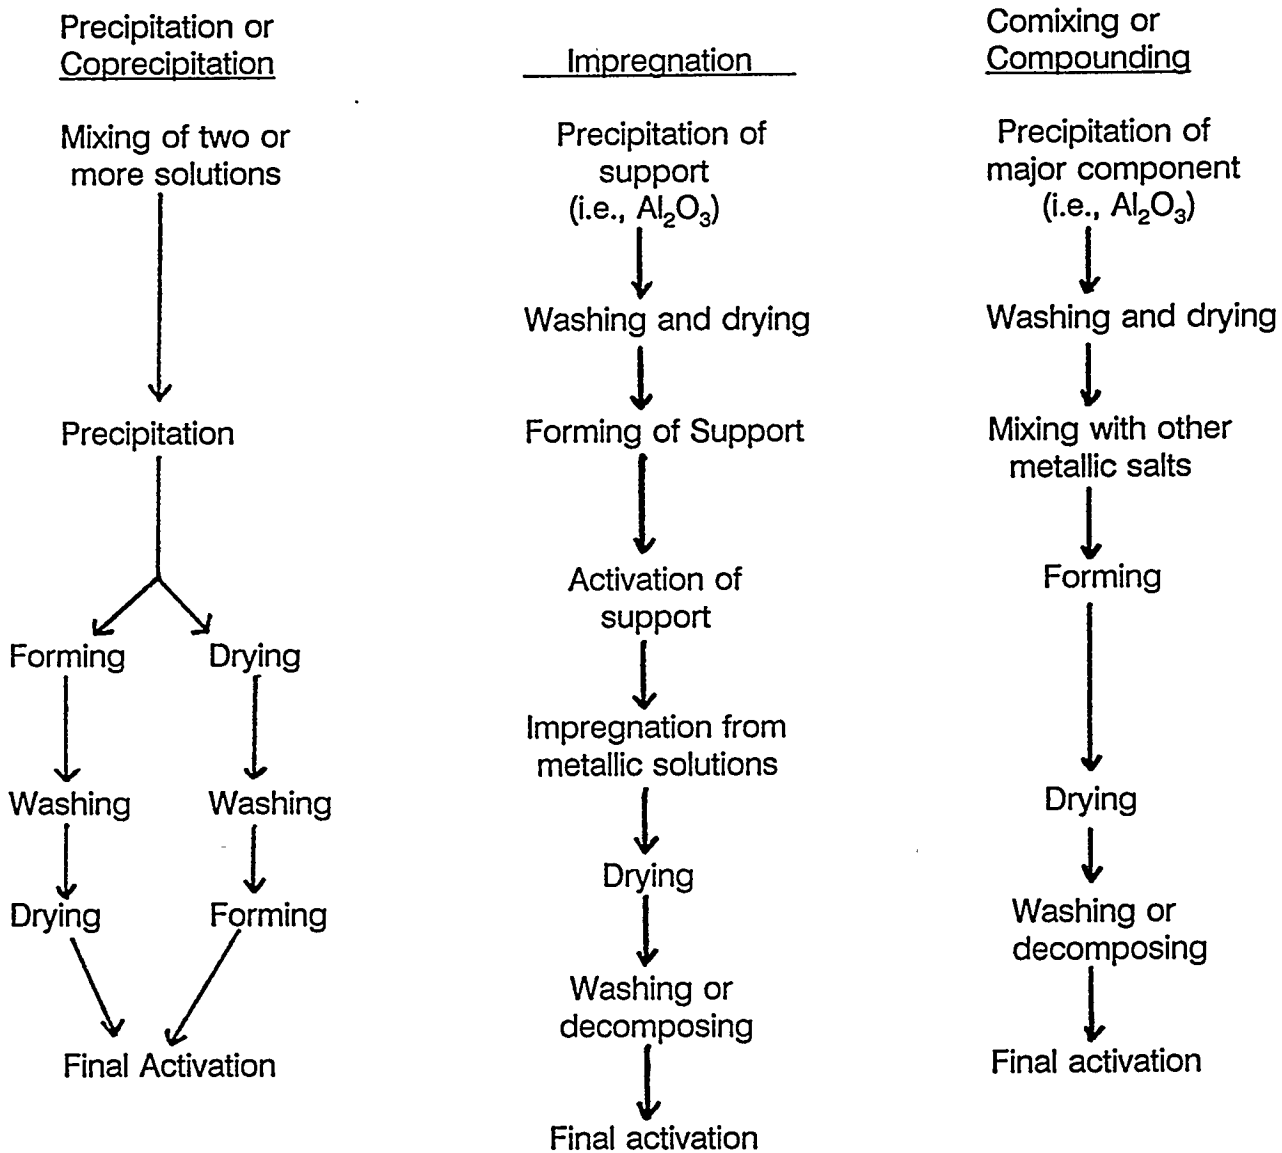 Precipitation or
Coprecipitation
Mixing of two or
more solutions
Precipitation
Forming
Drying
Washing
Washing
Drying
Forming
Final Activation
Impregnation
Precipitation of
support
(i.e., Al₂O₃)
Washing and drying
Forming of Support
Activation of
support
Impregnation from
metallic solutions
Drying
Washing or
decomposing
Final activation
Comixing or
Compounding
Precipitation of
major component
(i.e., Al₂O₃)
Washing and drying
Mixing with other
metallic salts
Forming
Drying
Washing or
decomposing
Final activation